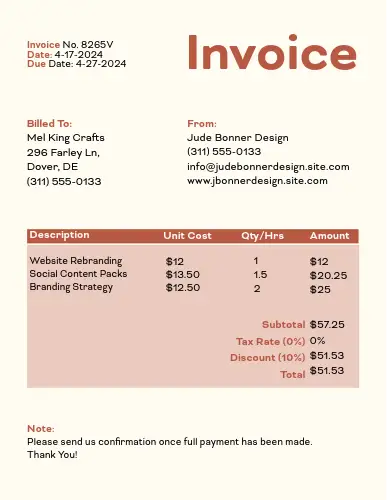 Invoice No. 8265V
Date: 4-17-2024
Due Date: 4-27-2024
Invoice
Billed To:
Mel King Crafts
296 Farley Ln,
Dover, DE
(311) 555-0133
From:
Jude Bonner Design
(311) 555-0133
info@judebonnerdesign.site.com
www.jbonnerdesign.site.com
Description Unit Cost Qty/Hrs Amount
Website Rebranding $12 1 $12
Social Content Packs $13.50 1.5 $20.25
Branding Strategy $12.50 2 $25
Subtotal $57.25
Tax Rate (0%) 0%
Discount (10%) $51.53
Total $51.53
Note:
Please send us confirmation once full payment has been made.
Thank You!